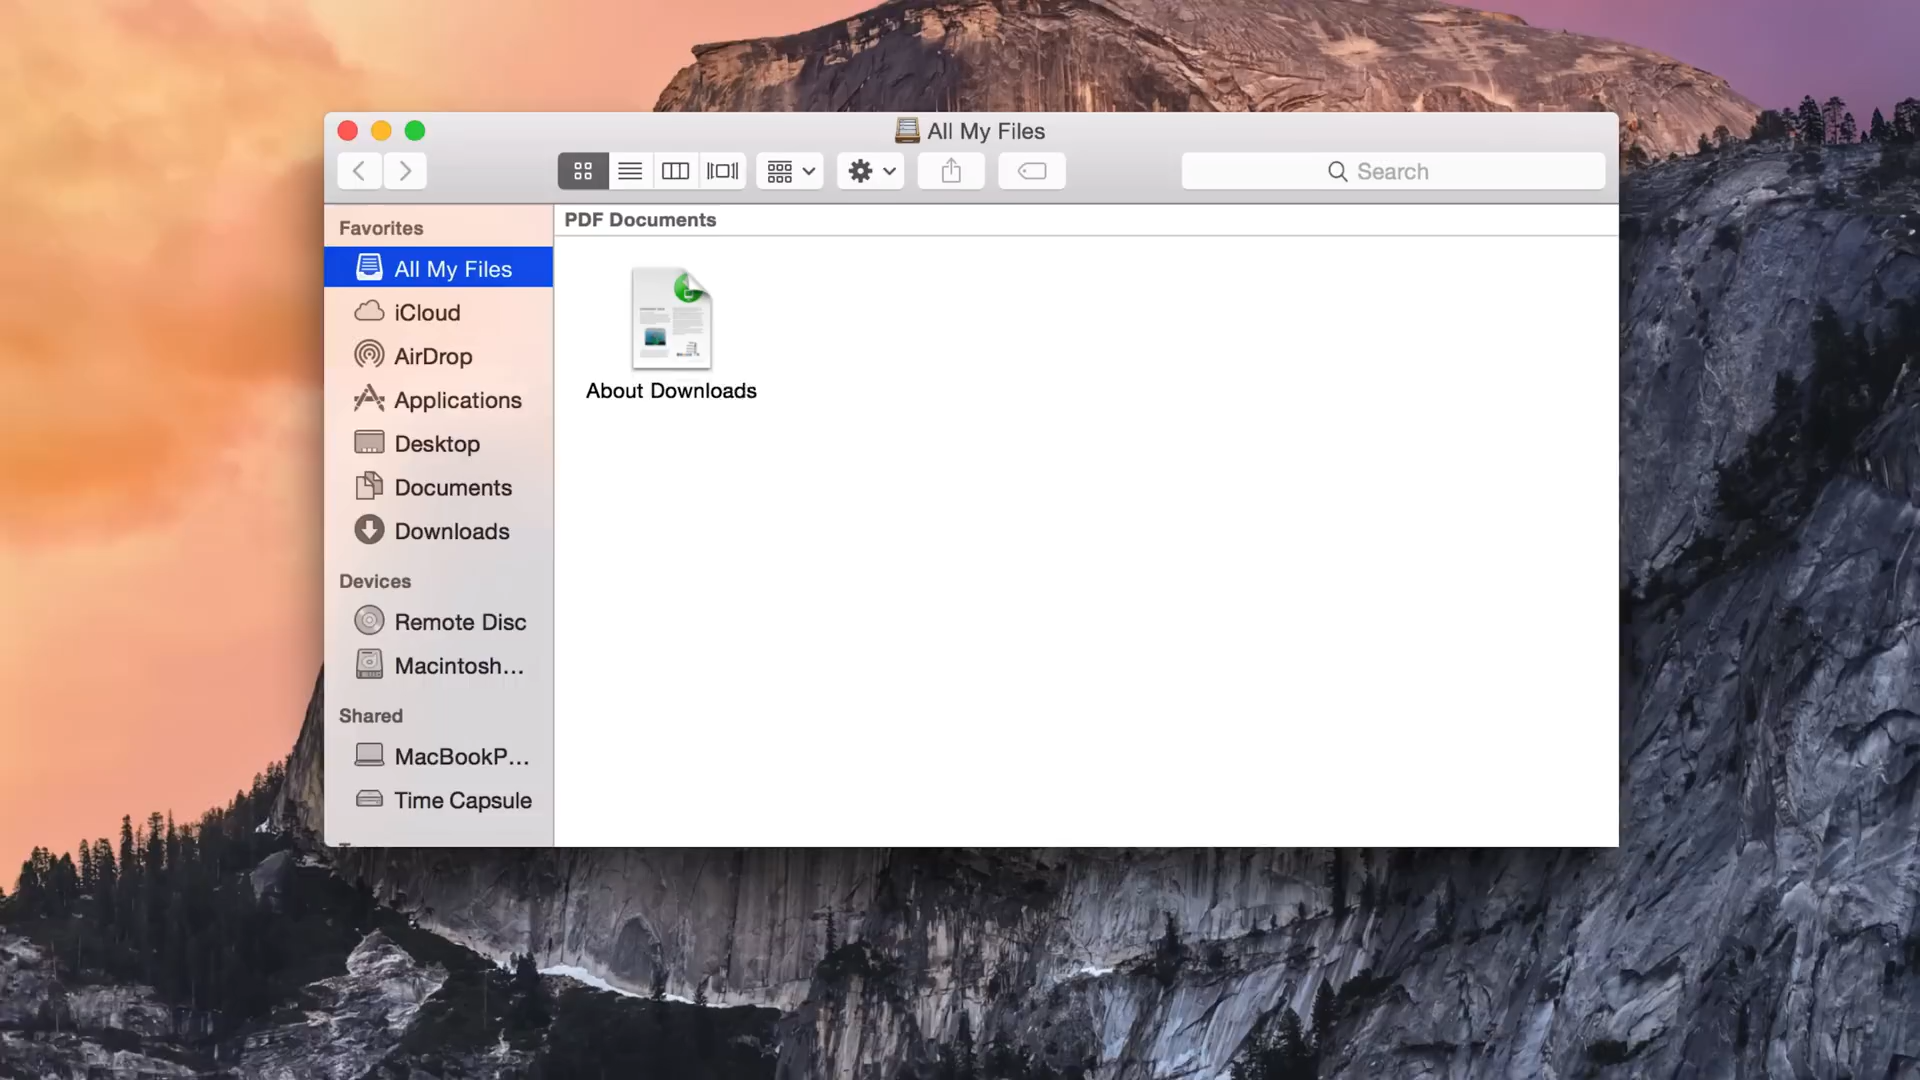 All My Files
Search
Favorites
All My Files
iCloud
AirDrop
Applications
Desktop
Documents
Downloads
Devices
Remote Disc
Macintosh...
Shared
MacBookP...
Time Capsule
PDF Documents
About Downloads